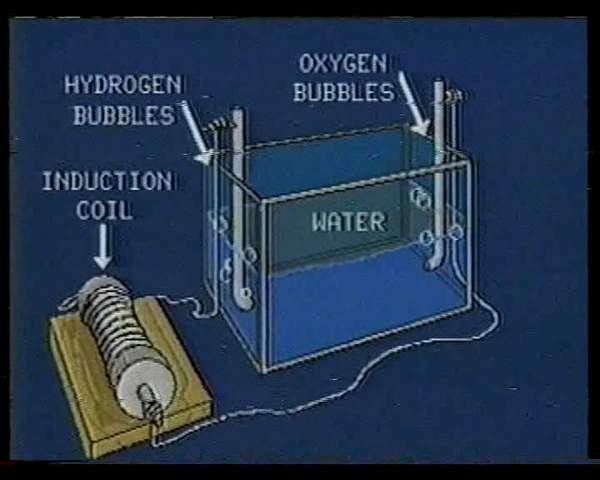 HYDROGEN
BUBBLES
OXYGEN
BUBBLES
INDUCTION
COIL
WATER